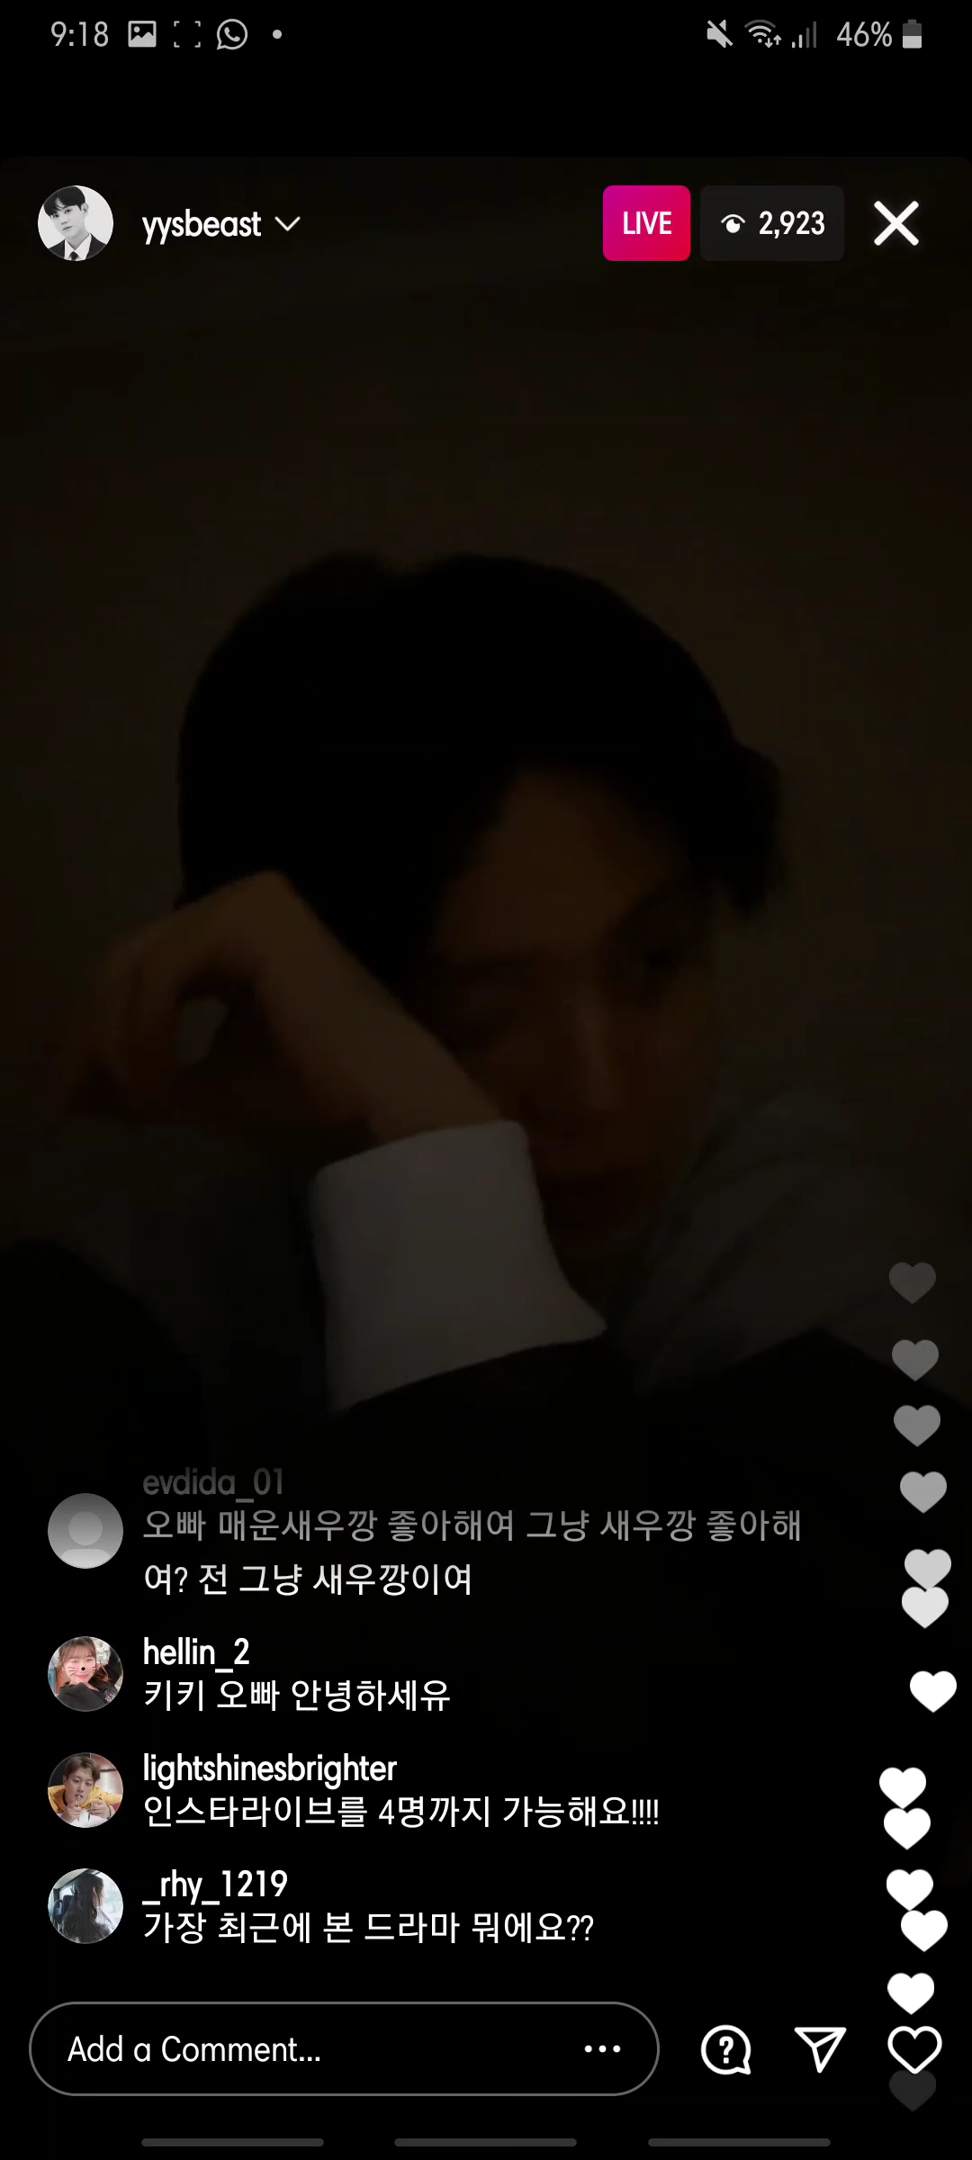 9:18
46%
yysbeast
LIVE
2,923
evdida_01
오빠 매운새우깡 좋아해여 그냥 새우깡 좋아해
여? 전 그냥 새우깡이여
hellin_2
키키 오빠 안녕하세유
lightshinesbrighter
인스타라이브를 4명까지 가능해요!!!!
_rhy_1219
가장 최근에 본 드라마 뭐에요??
Add a Comment...